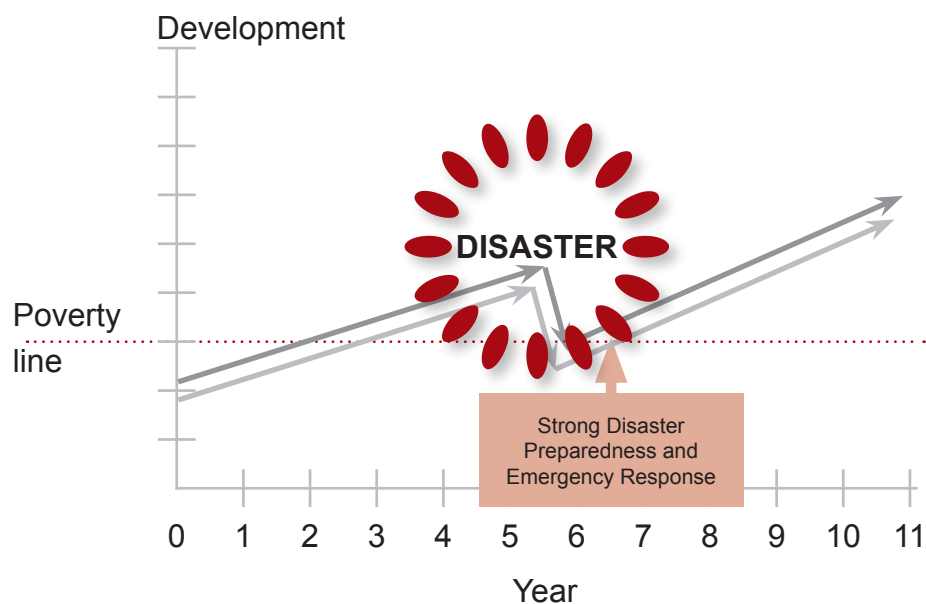 Development
DISASTER
Poverty
line
Strong Disaster
Preparedness and
Emergency Response
0 1 2 3 4 5 6 7 8 9 10 11
Year